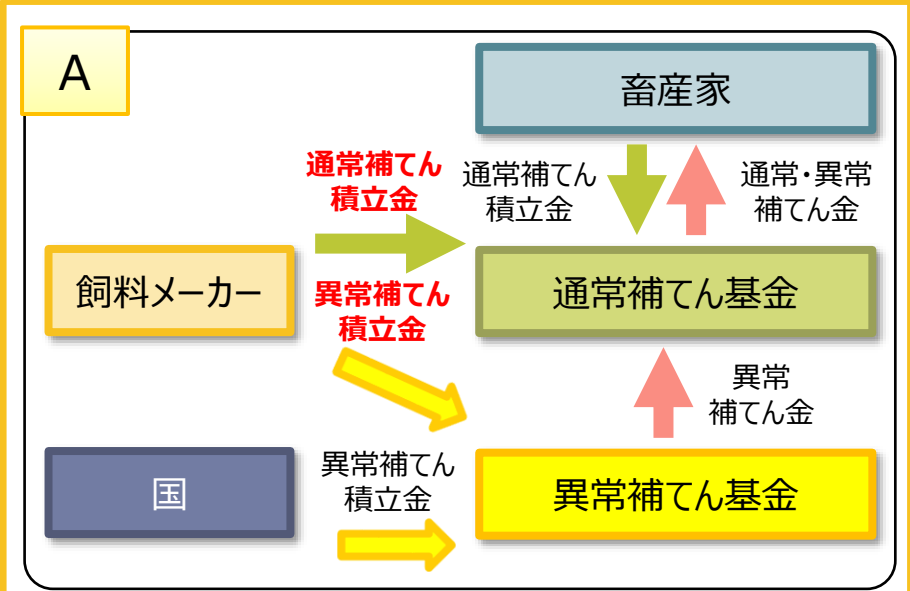 A
畜産家
通常補てん
積立金
通常補てん
積立金
通常・異常
補てん金
飼料メーカー
異常補てん
積立金
通常補てん基金
異常
補てん金
国
異常補てん
積立金
異常補てん基金